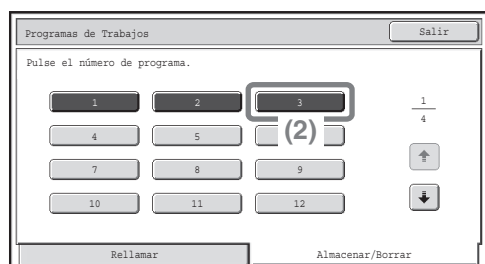 Programas de Trabajos Salir
Pulse el número de programa.
1 2 3 1
4
4 5 (2)
7 8 9
10 11 12
Rellamar Almacenar/Borrar